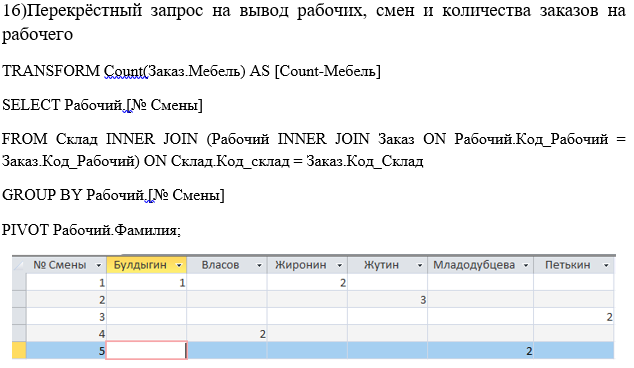 16)Перекрёстный запрос на вывод рабочих, смен и количества заказов на
рабочего
TRANSFORM Count(Заказ.Мебель) AS [Count-Мебель]
SELECT Рабочий.[№ Смены]
FROM Склад INNER JOIN (Рабочий INNER JOIN Заказ ON Рабочий.Код_Рабочий =
Заказ.Код_Рабочий) ON Склад.Код_склад = Заказ.Код_Склад
GROUP BY Рабочий.[№ Смены]
PIVOT Рабочий.Фамилия;
№ Смены Булдыгин Власов Жиронин Жутин Младодубцева Петькин
1 1 2
2 3
3 2
4 2
5 2